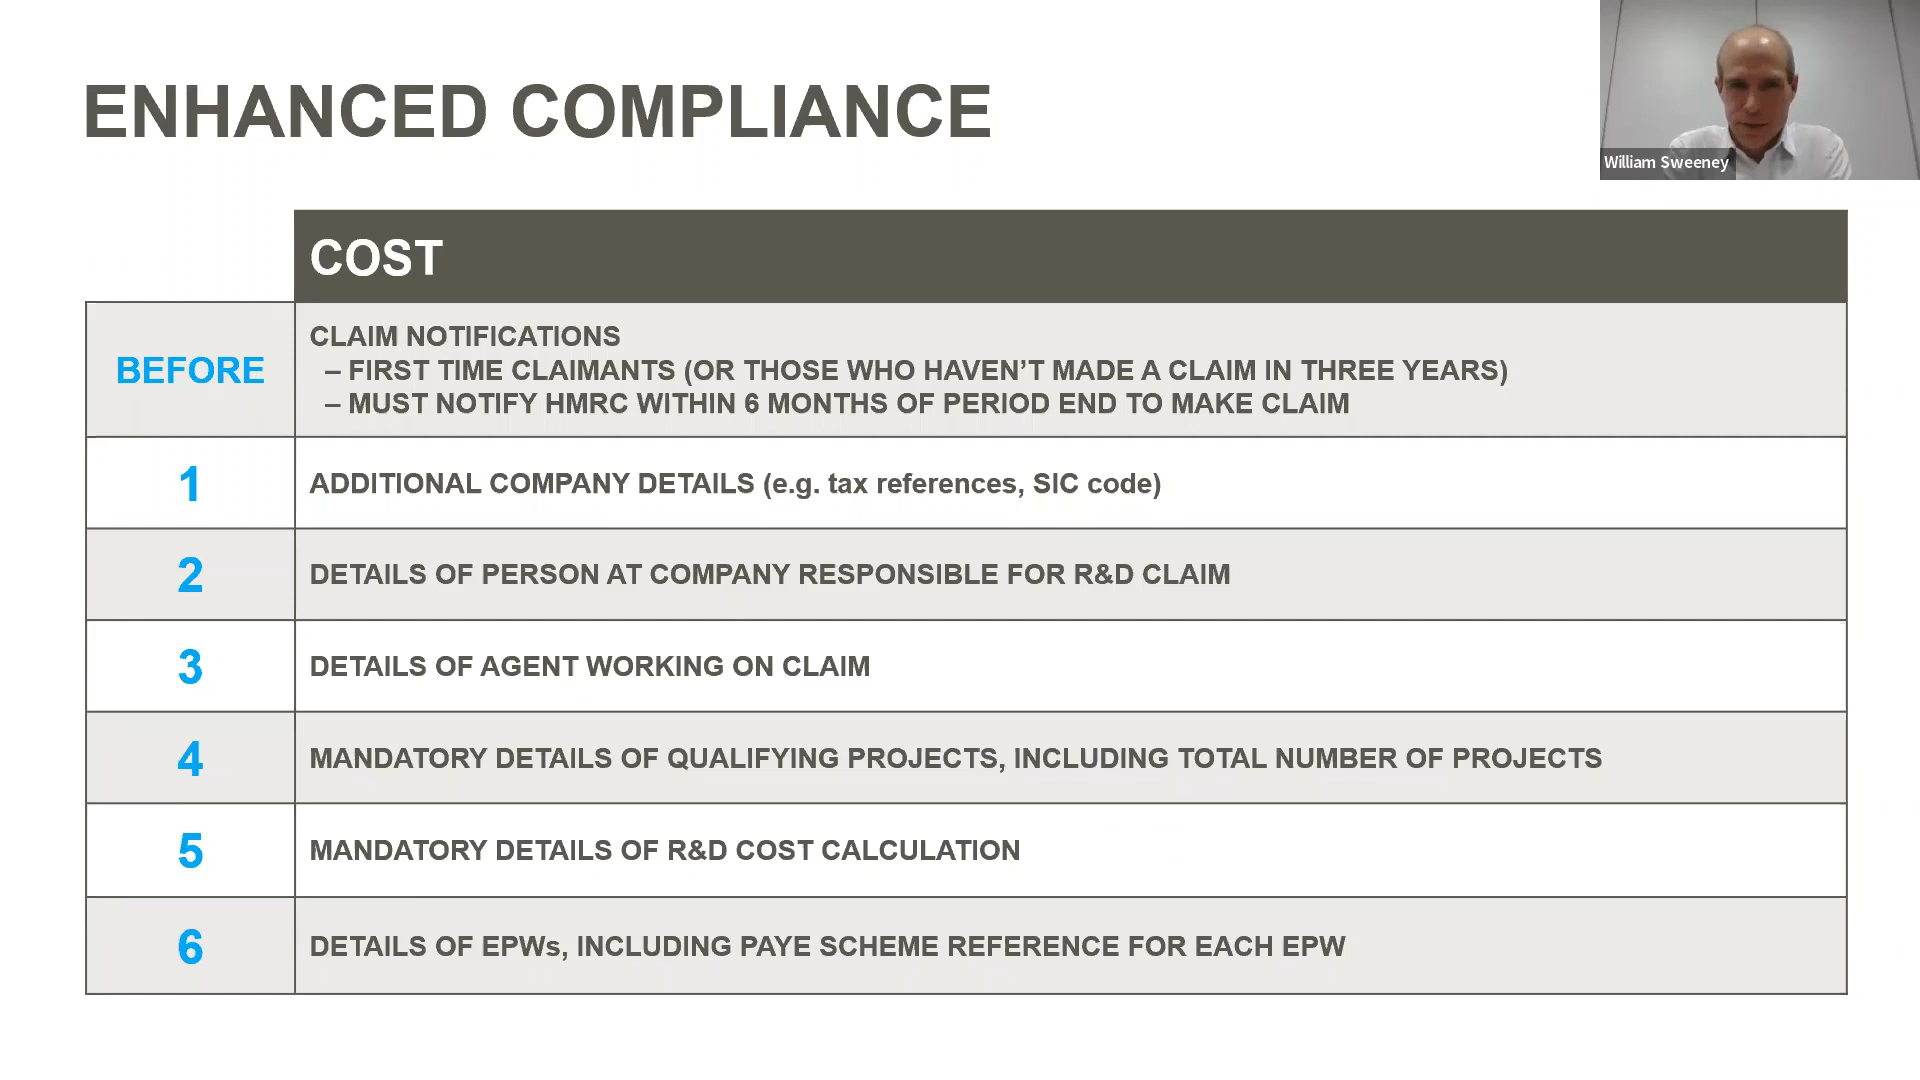 ENHANCED COMPLIANCE
William Sweeney
COST
BEFORE
CLAIM NOTIFICATIONS
– FIRST TIME CLAIMANTS (OR THOSE WHO HAVEN’T MADE A CLAIM IN THREE YEARS)
– MUST NOTIFY HMRC WITHIN 6 MONTHS OF PERIOD END TO MAKE CLAIM
1
ADDITIONAL COMPANY DETAILS (e.g. tax references, SIC code)
2
DETAILS OF PERSON AT COMPANY RESPONSIBLE FOR R&D CLAIM
3
DETAILS OF AGENT WORKING ON CLAIM
4
MANDATORY DETAILS OF QUALIFYING PROJECTS, INCLUDING TOTAL NUMBER OF PROJECTS
5
MANDATORY DETAILS OF R&D COST CALCULATION
6
DETAILS OF EPWs, INCLUDING PAYE SCHEME REFERENCE FOR EACH EPW